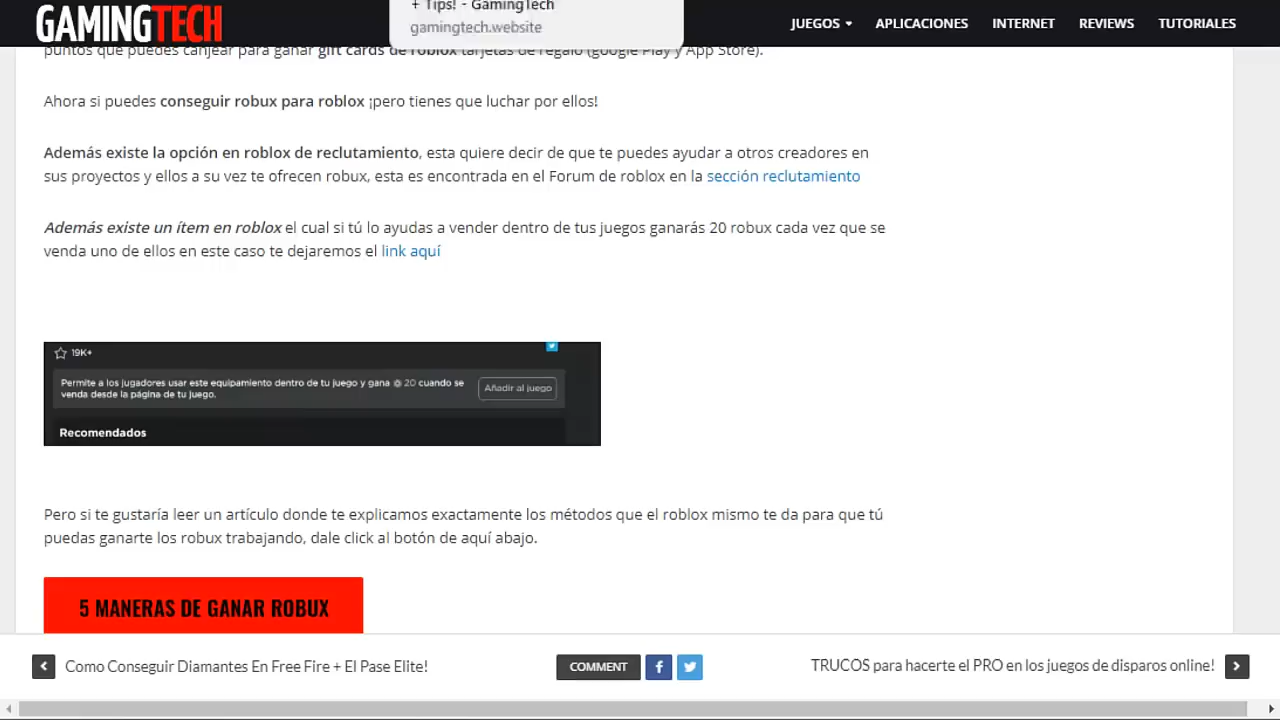 + Tips! - GamingTech
gamingtech.website
GAMINGTECH
JUEGOS
APLICACIONES
INTERNET
REVIEWS
TUTORIALES
puntos que puedes canjear para ganar gift cards de roblox tarjetas de regalo (google Play y App Store).
Ahora si puedes conseguir robux para roblox ¡pero tienes que luchar por ellos!
Además existe la opción en roblox de reclutamiento, esta quiere decir de que te puedes ayudar a otros creadores en
sus proyectos y ellos a su vez te ofrecen robux, esta es encontrada en el Forum de roblox en la sección reclutamiento
Además existe un ítem en roblox el cual si tú lo ayudas a vender dentro de tus juegos ganarás 20 robux cada vez que se
venda uno de ellos en este caso te dejaremos el link aquí
19K+
Permite a los jugadores usar este equipamiento dentro de tu juego y gana 20 cuando se
venda desde la página de tu juego.
Añadir al juego
Recomendados
Pero si te gustaría leer un artículo donde te explicamos exactamente los métodos que el roblox mismo te da para que tú
puedas ganarte los robux trabajando, dale click al botón de aquí abajo.
5 MANERAS DE GANAR ROBUX
Como Conseguir Diamantes En Free Fire + El Pase Elite!
COMMENT
TRUCOS para hacerte el PRO en los juegos de disparos online!